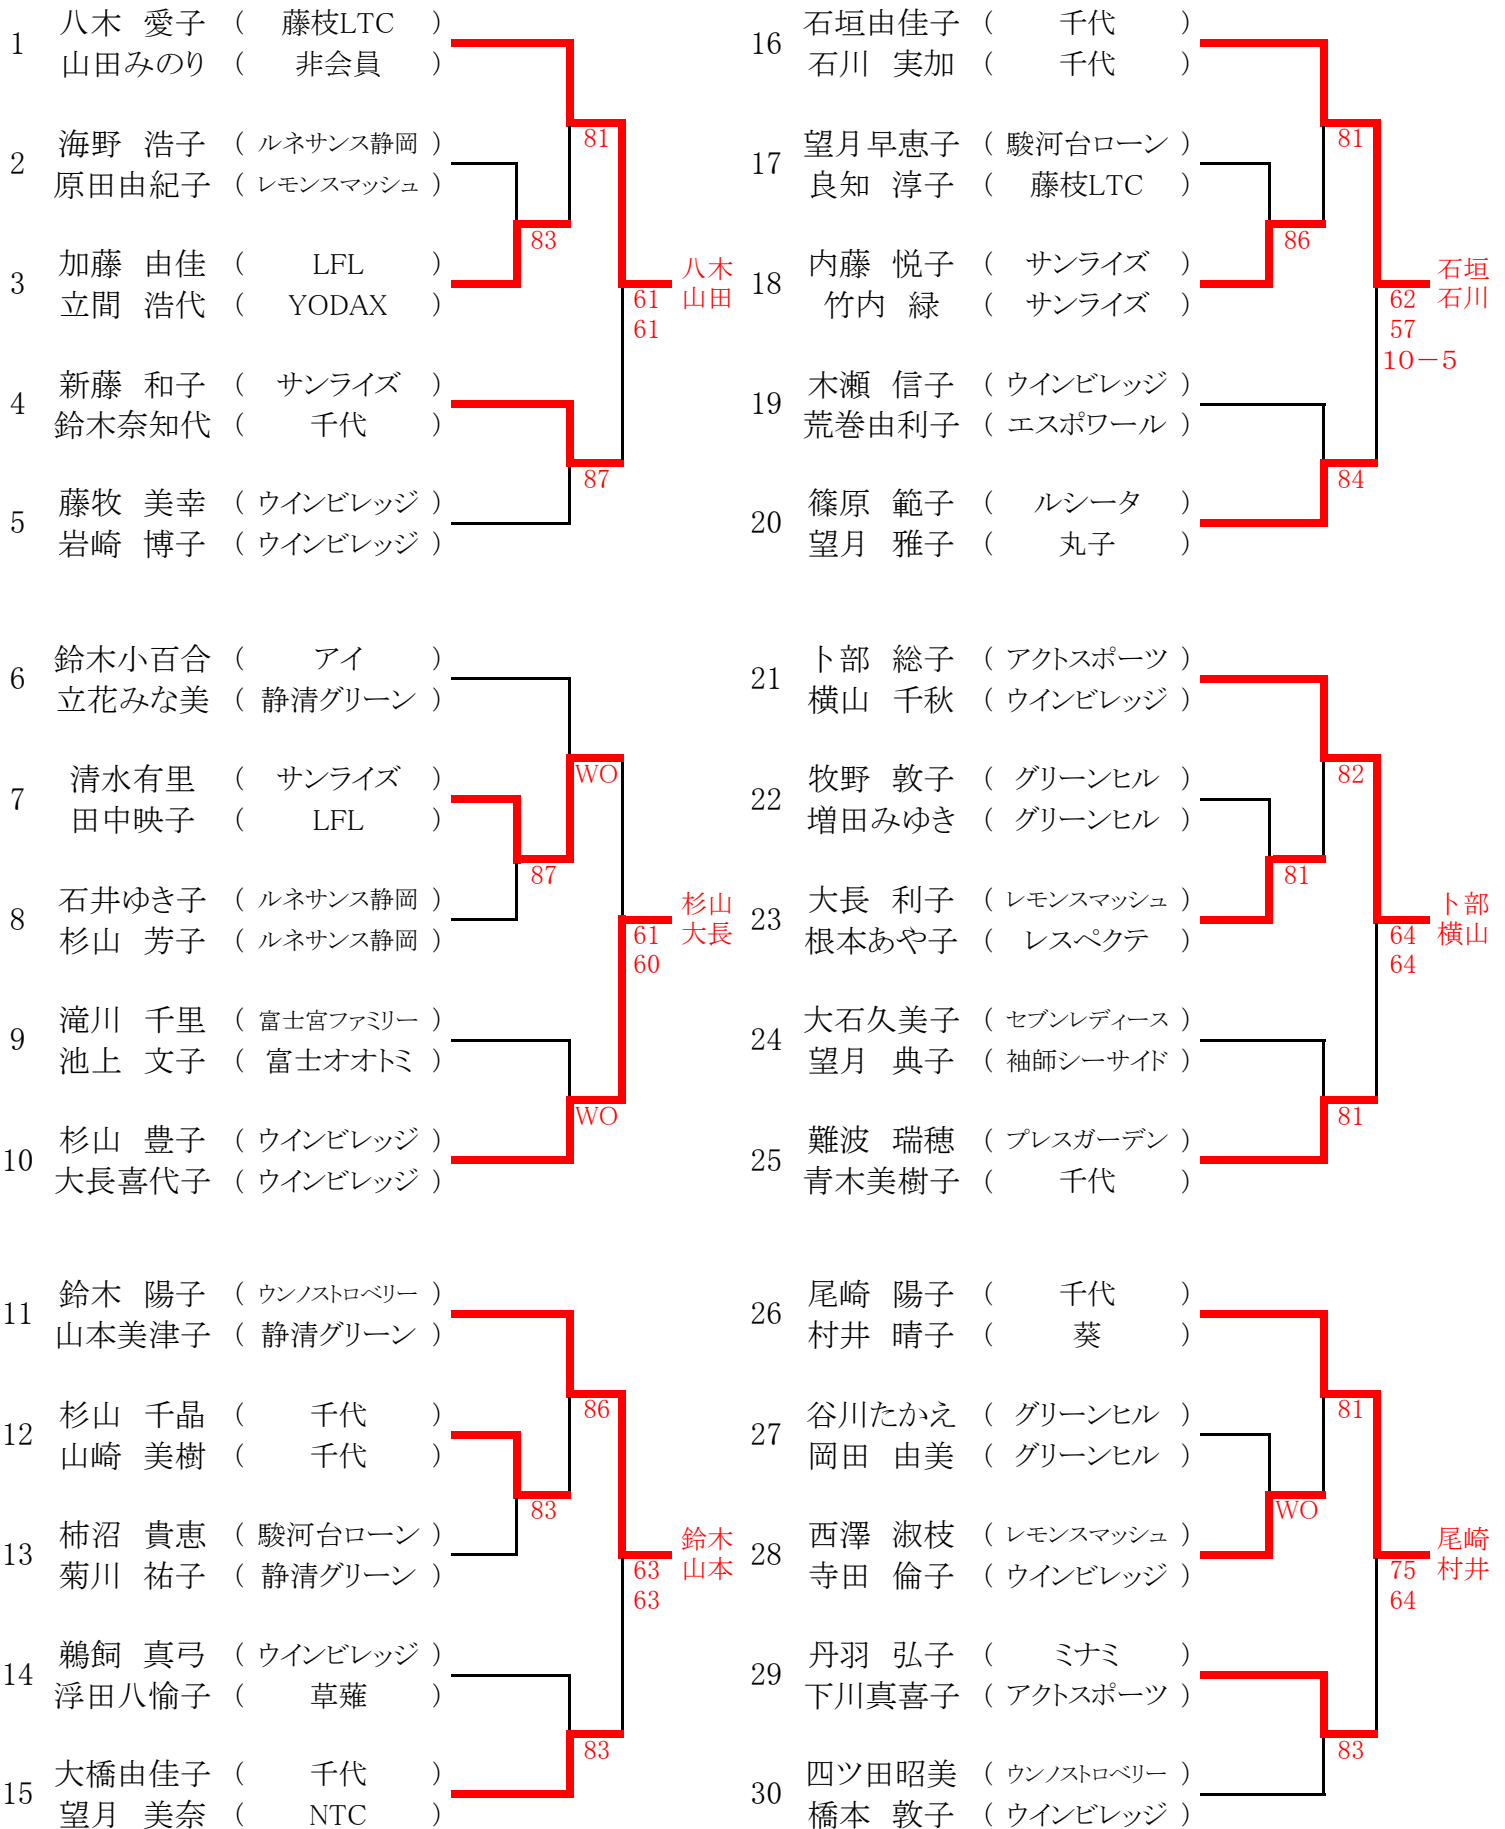 1 八木 愛子 ( 藤枝LTC )
山田みのり ( 非会員 )
81
2 海野 浩子 ( ルネサンス静岡 )
原田由紀子 ( レモンスマッシュ )
83
3 加藤 由佳 ( LFL )
立間 浩代 ( YODAX )
八木
山田
61
61
4 新藤 和子 ( サンライズ )
鈴木奈知代 ( 千代 )
87
5 藤牧 美幸 ( ウインビレッジ )
岩崎 博子 ( ウインビレッジ )
6 鈴木小百合 ( アイ )
立花みな美 ( 静清グリーン )
WO
7 清水有里 ( サンライズ )
田中映子 ( LFL )
87
8 石井ゆき子 ( ルネサンス静岡 )
杉山 芳子 ( ルネサンス静岡 )
杉山
大長
61
60
9 滝川 千里 ( 富士宮ファミリー )
池上 文子 ( 富士オオトミ )
WO
10 杉山 豊子 ( ウインビレッジ )
大長喜代子 ( ウインビレッジ )
11 鈴木 陽子 ( ウンノストロベリー )
山本美津子 ( 静清グリーン )
86
12 杉山 千晶 ( 千代 )
山崎 美樹 ( 千代 )
83
13 柿沼 貴恵 ( 駿河台ローン )
菊川 祐子 ( 静清グリーン )
鈴木
山本
63
63
14 鵜飼 真弓 ( ウインビレッジ )
浮田八愉子 ( 草薙 )
83
15 大橋由佳子 ( 千代 )
望月 美奈 ( NTC )
16 石垣由佳子 ( 千代 )
石川 実加 ( 千代 )
81
17 望月早恵子 ( 駿河台ローン )
良知 淳子 ( 藤枝LTC )
86
18 内藤 悦子 ( サンライズ )
竹内 緑 ( サンライズ )
石垣
石川
62
57
10－5
19 木瀬 信子 ( ウインビレッジ )
荒巻由利子 ( エスポワール )
84
20 篠原 範子 ( ルシータ )
望月 雅子 ( 丸子 )
21 卜部 総子 ( アクトスポーツ )
横山 千秋 ( ウインビレッジ )
82
22 牧野 敦子 ( グリーンヒル )
増田みゆき ( グリーンヒル )
81
23 大長 利子 ( レモンスマッシュ )
根本あや子 ( レスペクテ )
卜部
横山
64
64
24 大石久美子 ( セブンレディース )
望月 典子 ( 袖師シーサイド )
81
25 難波 瑞穂 ( プレスガーデン )
青木美樹子 ( 千代 )
26 尾崎 陽子 ( 千代 )
村井 晴子 ( 葵 )
81
27 谷川たかえ ( グリーンヒル )
岡田 由美 ( グリーンヒル )
WO
28 西澤 淑枝 ( レモンスマッシュ )
寺田 倫子 ( ウインビレッジ )
尾崎
村井
75
64
29 丹羽 弘子 ( ミナミ )
下川真喜子 ( アクトスポーツ )
83
30 四ツ田昭美 ( ウンノストロベリー )
橋本 敦子 ( ウインビレッジ )